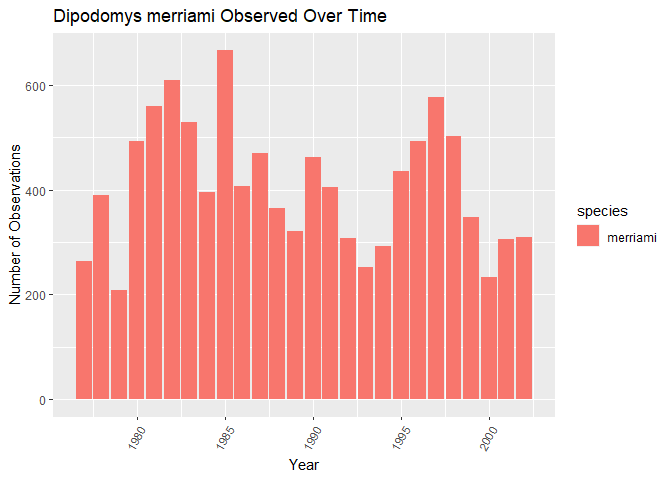 Dipodomys merriami Observed Over Time
Number of Observations
600
400
200
0
1980
1985
1990
1995
2000
Year
species
merriami